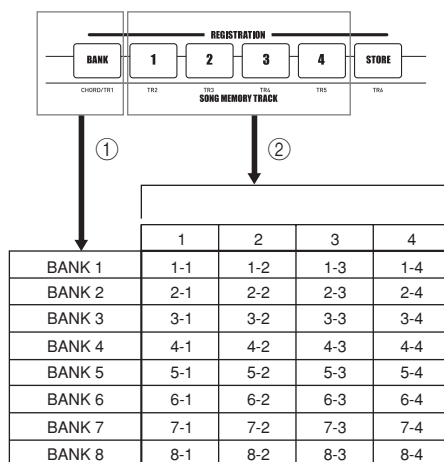 REGISTRATION
BANK 1 2 3 4 STORE
CHORD/TR1 TR2 TR3 TR4 TR5 TR6
SONG MEMORY TRACK
① ②
1 2 3 4
BANK 1 1-1 1-2 1-3 1-4
BANK 2 2-1 2-2 2-3 2-4
BANK 3 3-1 3-2 3-3 3-4
BANK 4 4-1 4-2 4-3 4-4
BANK 5 5-1 5-2 5-3 5-4
BANK 6 6-1 6-2 6-3 6-4
BANK 7 7-1 7-2 7-3 7-4
BANK 8 8-1 8-2 8-3 8-4